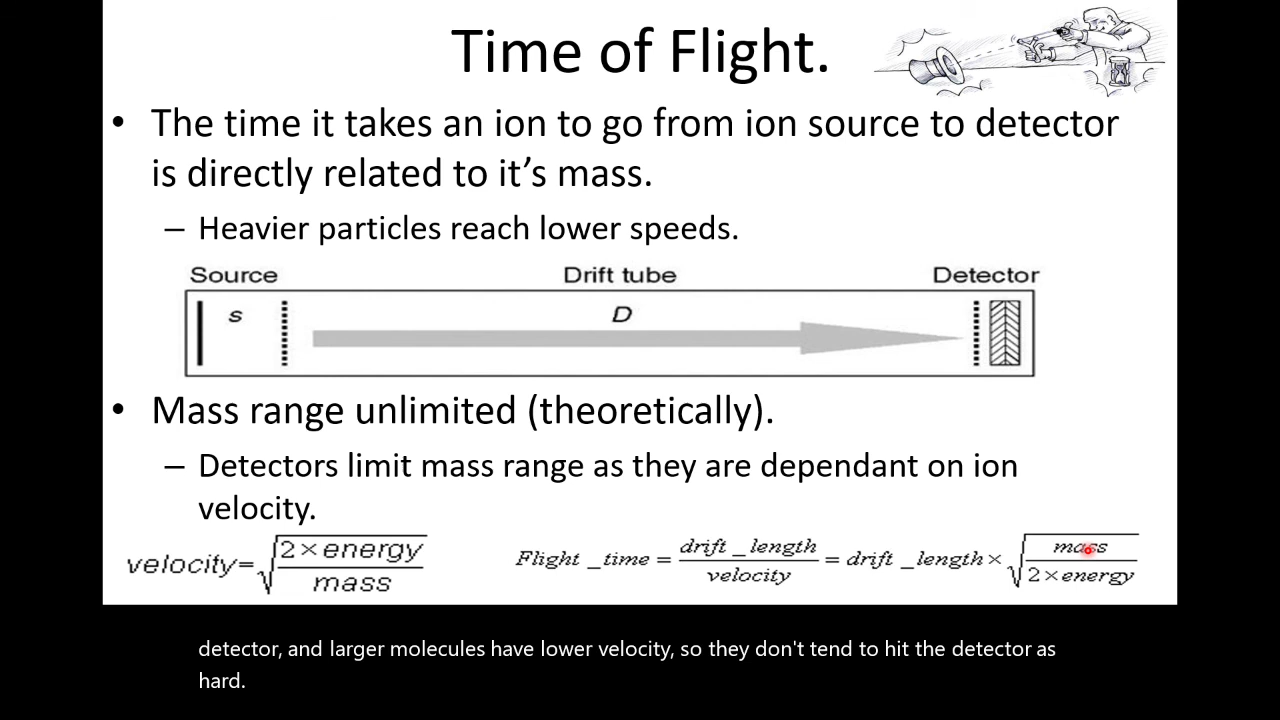 Time of Flight.
• The time it takes an ion to go from ion source to detector
is directly related to it’s mass.
– Heavier particles reach lower speeds.
Source Drift tube Detector
s D
• Mass range unlimited (theoretically).
– Detectors limit mass range as they are dependant on ion
velocity.
velocity=√(2×energy/mass) Flight_time = drift_length/velocity = drift_length×√(mass/2×energy)
detector, and larger molecules have lower velocity, so they don't tend to hit the detector as
hard.